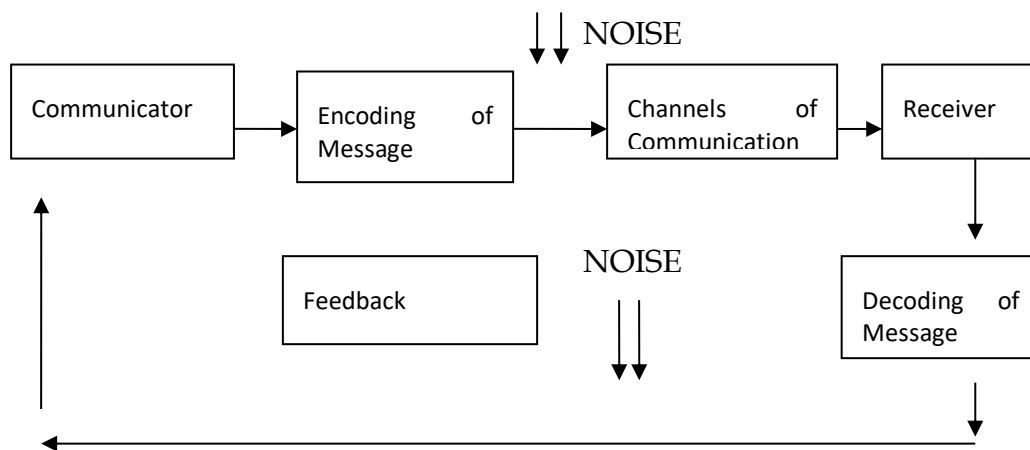 NOISE
Communicator
Encoding of
Message
Channels of
Communication
Receiver
Feedback
NOISE
Decoding of
Message